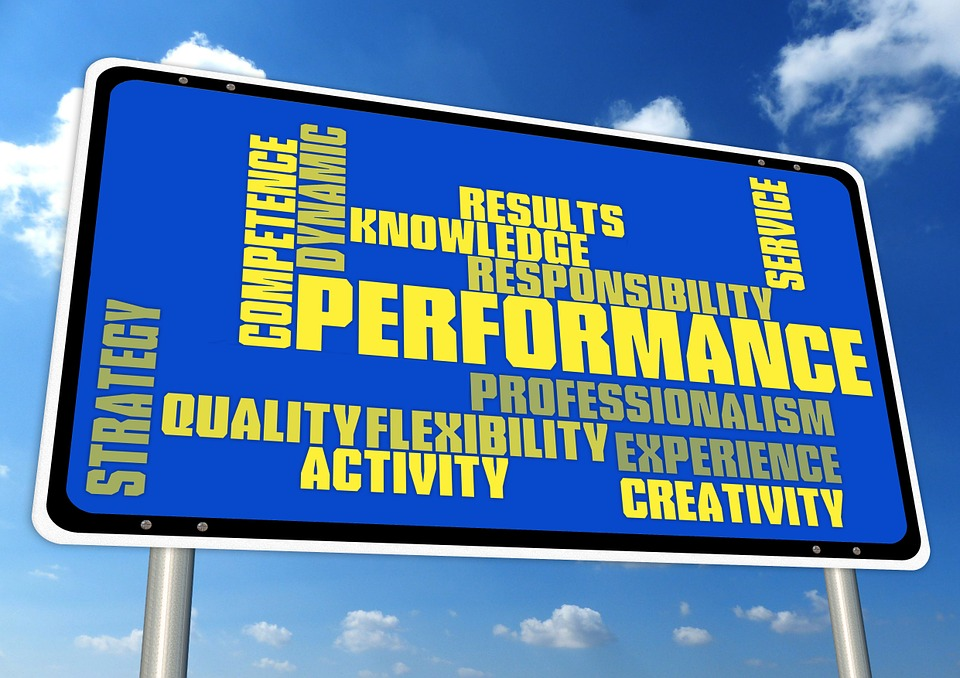 COMPETENCE
DYNAMIC
RESULTS
KNOWLEDGE
SERVICE
RESPONSIBILITY
PERFORMANCE
STRATEGY
PROFESSIONALISM
QUALITY FLEXIBILITY
EXPERIENCE
ACTIVITY
CREATIVITY